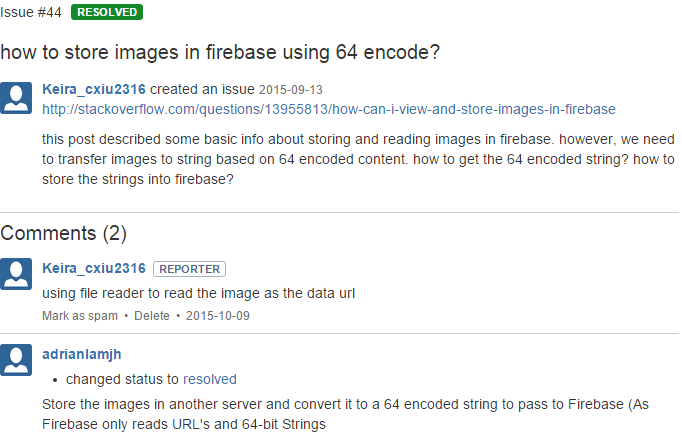 Issue #44 RESOLVED
how to store images in firebase using 64 encode?
Keira_cxiu2316 created an issue 2015-09-13
http://stackoverflow.com/questions/13955813/how-can-i-view-and-store-images-in-firebase
this post described some basic info about storing and reading images in firebase. however, we need
to transfer images to string based on 64 encoded content. how to get the 64 encoded string? how to
store the strings into firebase?
Comments (2)
Keira_cxiu2316 REPORTER
using file reader to read the image as the data url
Mark as spam • Delete • 2015-10-09
adrianlamjh
• changed status to resolved
Store the images in another server and convert it to a 64 encoded string to pass to Firebase (As
Firebase only reads URL's and 64-bit Strings